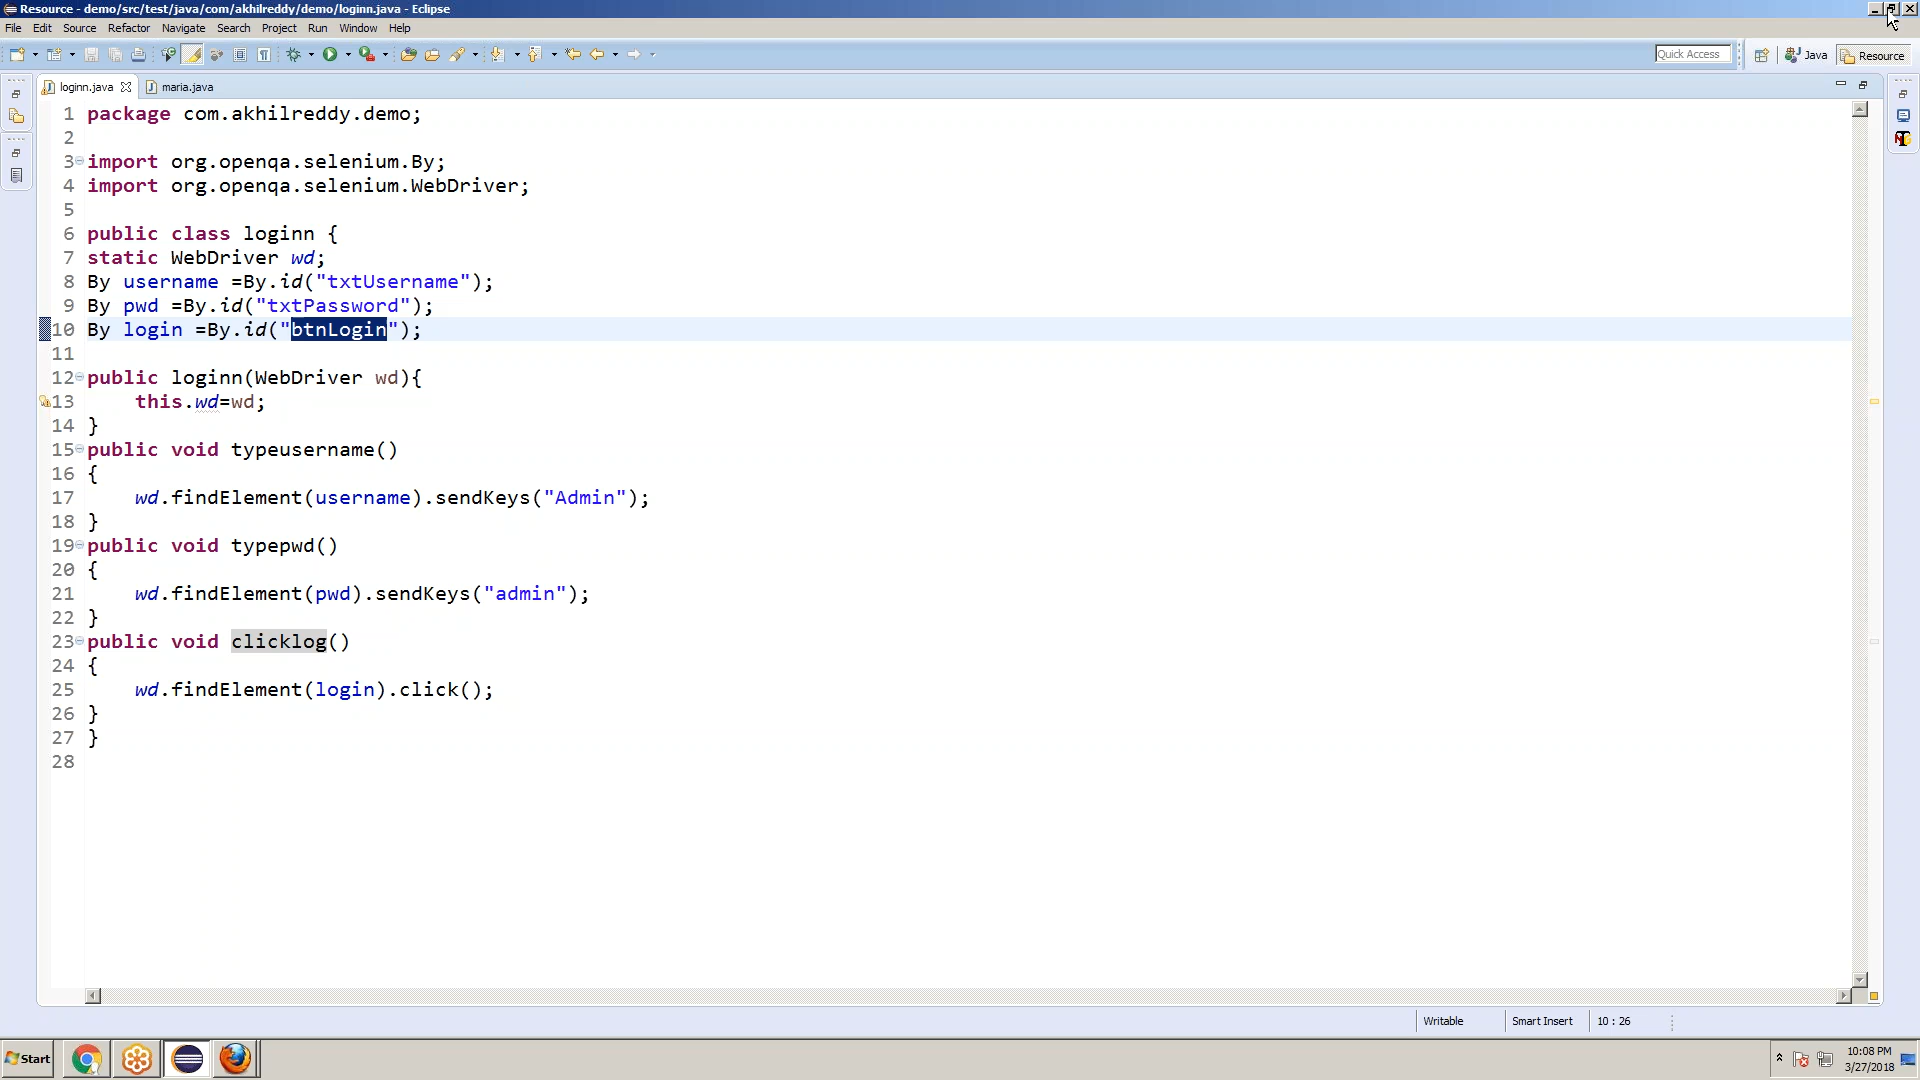 Resource - demo/src/test/java/com/akhilreddy/demo/loginn.java - Eclipse
File Edit Source Refactor Navigate Search Project Run Window Help
Quick Access Java Resource
loginn.java maria.java
1 package com.akhilreddy.demo;
2
3 import org.openqa.selenium.By;
4 import org.openqa.selenium.WebDriver;
5
6 public class loginn {
7 static WebDriver wd;
8 By username =By.id("txtUsername");
9 By pwd =By.id("txtPassword");
10 By login =By.id("btnLogin");
11
12 public loginn(WebDriver wd){
13     this.wd=wd;
14 }
15 public void typeusername()
16 {
17     wd.findElement(username).sendKeys("Admin");
18 }
19 public void typepwd()
20 {
21     wd.findElement(pwd).sendKeys("admin");
22 }
23 public void clicklog()
24 {
25     wd.findElement(login).click();
26 }
27 }
28
Writable Smart Insert 10 : 26
Start 10:08 PM
3/27/2018